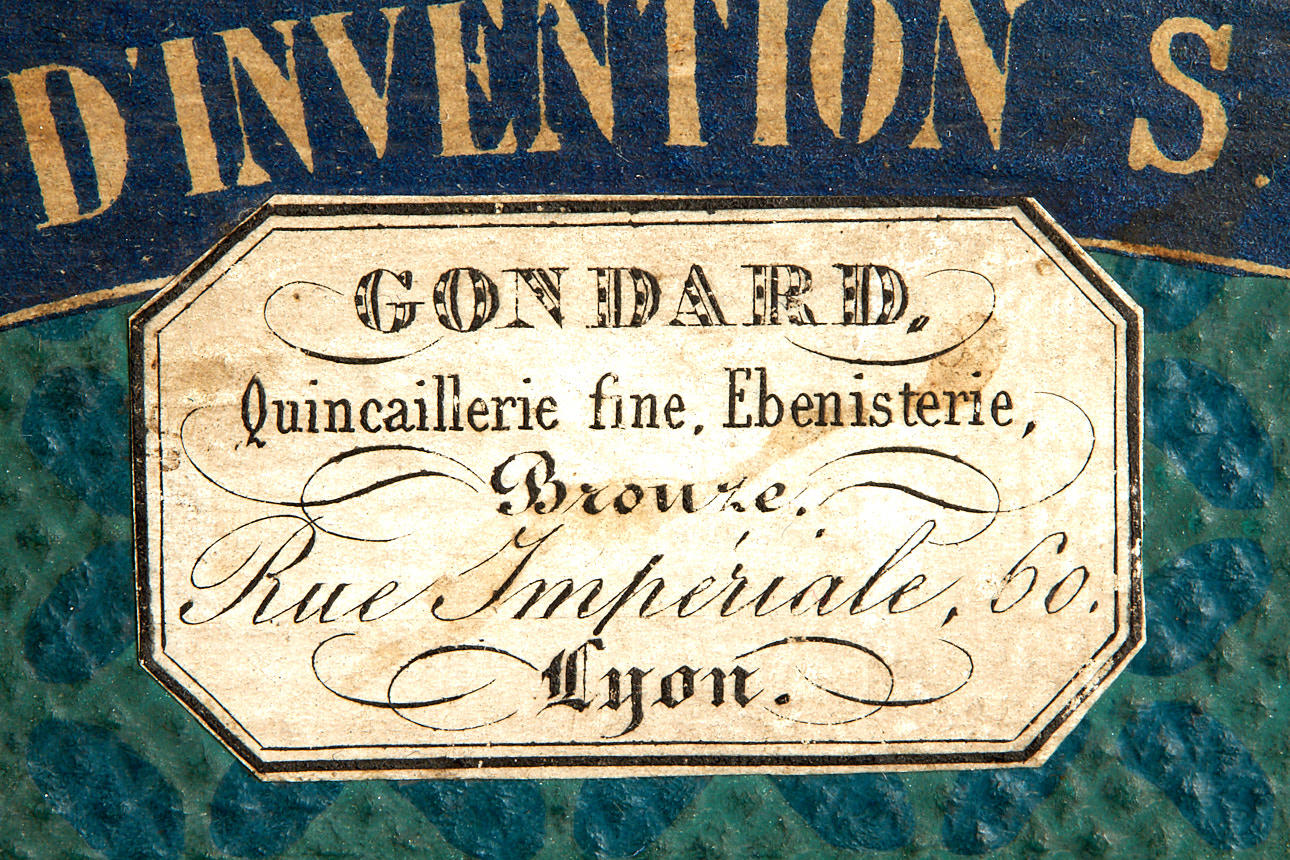 D'INVENTION S.
GONDARD,
Quincaillerie fine, Ebenisterie,
Bronze.
Rue Impériale, 60.
Lyon.